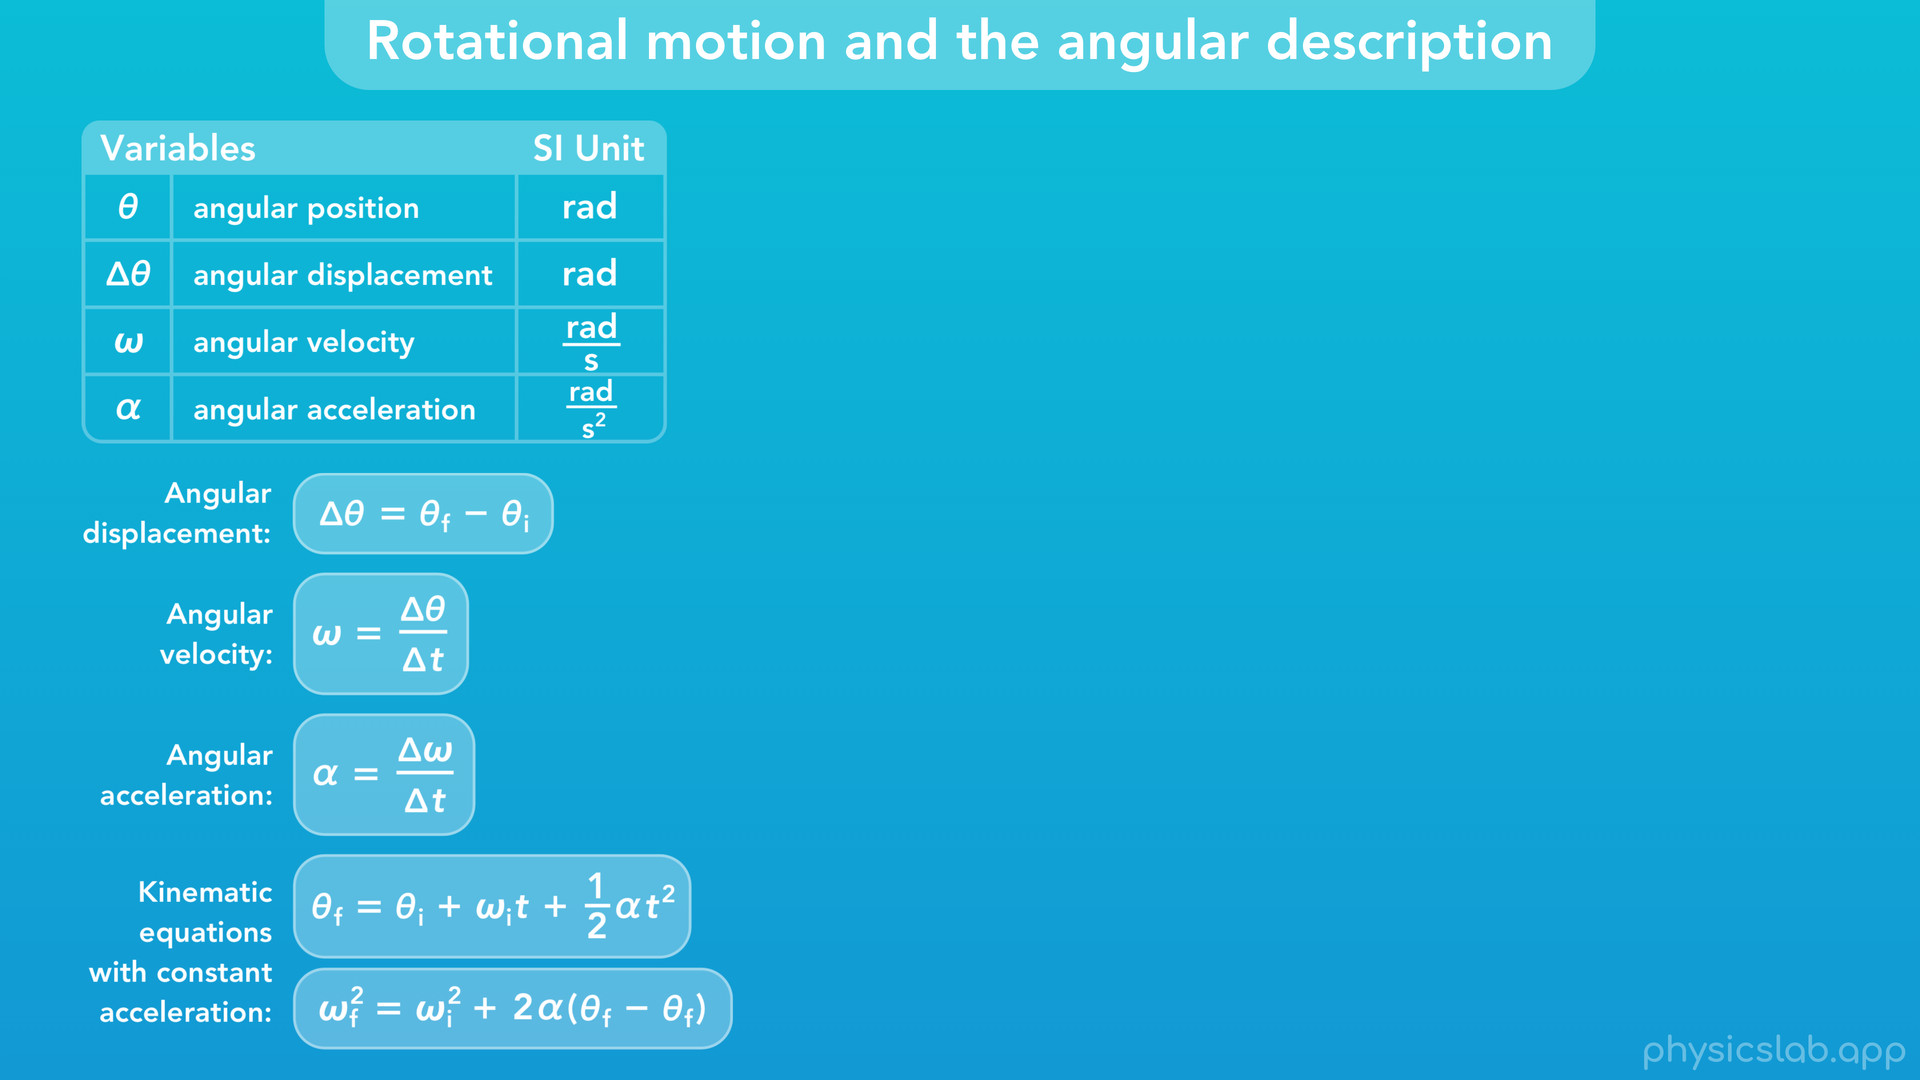 Rotational motion and the angular description
Variables SI Unit
θ angular position rad
Δθ angular displacement rad
ω angular velocity rad/s
α angular acceleration rad/s²
Angular
displacement:
Δθ = θf − θi
Angular
velocity:
ω = Δθ/Δt
Angular
acceleration:
α = Δω/Δt
Kinematic
equations
with constant
acceleration:
θf = θi + ωit + 1/2 αt²
ωf² = ωi² + 2α(θf − θf)
physicslab.app